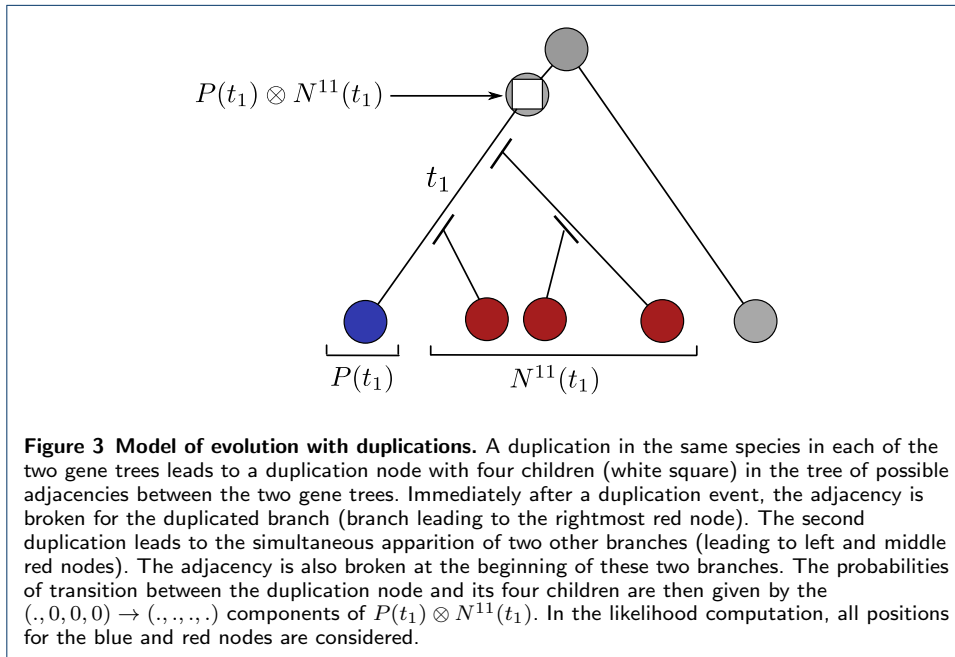 P(t₁) ⊗ N¹¹(t₁)
t₁
P(t₁)
N¹¹(t₁)
Figure 3 Model of evolution with duplications. A duplication in the same species in each of the
two gene trees leads to a duplication node with four children (white square) in the tree of possible
adjacencies between the two gene trees. Immediately after a duplication event, the adjacency is
broken for the duplicated branch (branch leading to the rightmost red node). The second
duplication leads to the simultaneous apparition of two other branches (leading to left and middle
red nodes). The adjacency is also broken at the beginning of these two branches. The probabilities
of transition between the duplication node and its four children are then given by the
(., 0, 0, 0) → (., ., ., .) components of P(t₁) ⊗ N¹¹(t₁). In the likelihood computation, all positions
for the blue and red nodes are considered.